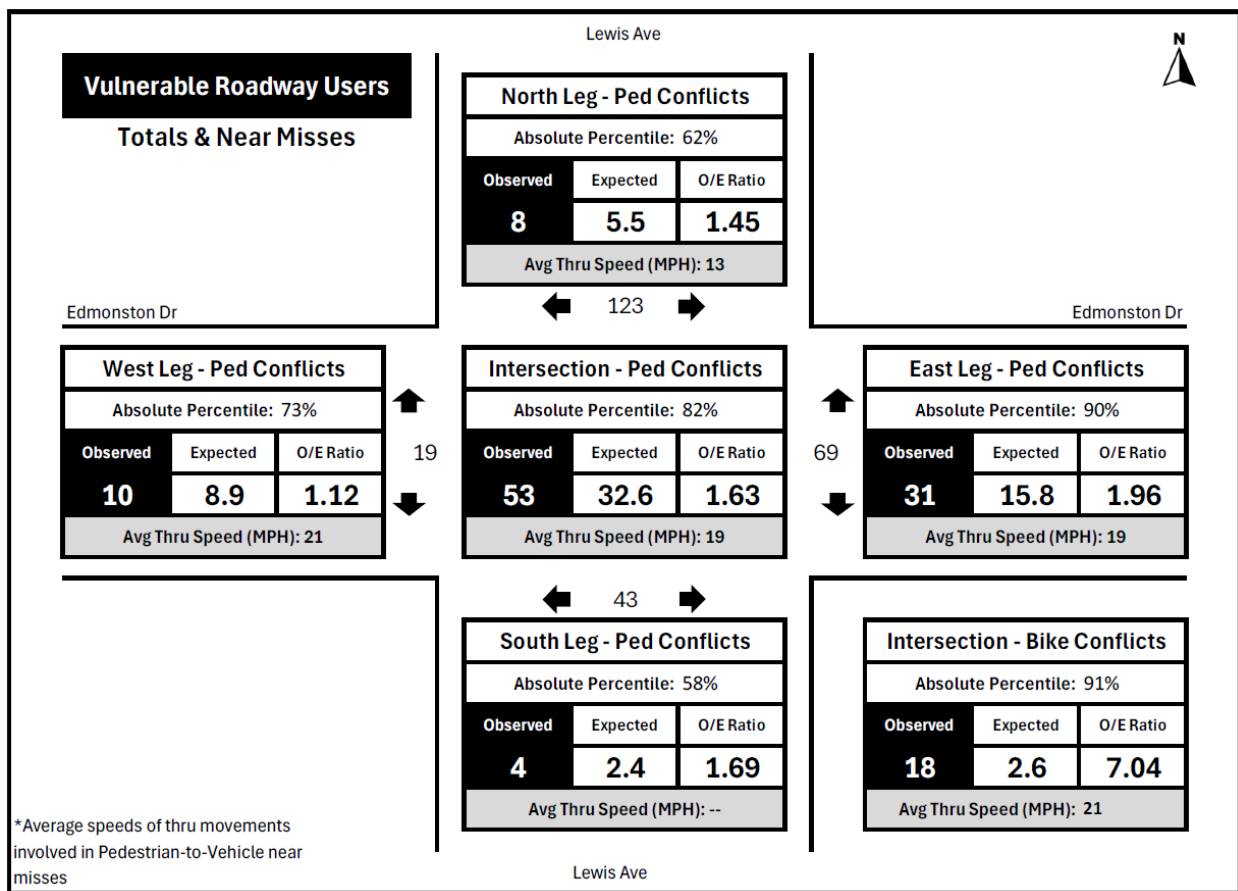 Lewis Ave
N
Vulnerable Roadway Users
Totals & Near Misses
North Leg - Ped Conflicts
Absolute Percentile: 62%
Observed Expected O/E Ratio
8 5.5 1.45
Avg Thru Speed (MPH): 13
123
Edmonston Dr
Edmonston Dr
West Leg - Ped Conflicts
Absolute Percentile: 73%
Observed Expected O/E Ratio
10 8.9 1.12
Avg Thru Speed (MPH): 21
19
Intersection - Ped Conflicts
Absolute Percentile: 82%
Observed Expected O/E Ratio
53 32.6 1.63
Avg Thru Speed (MPH): 19
69
East Leg - Ped Conflicts
Absolute Percentile: 90%
Observed Expected O/E Ratio
31 15.8 1.96
Avg Thru Speed (MPH): 19
43
South Leg - Ped Conflicts
Absolute Percentile: 58%
Observed Expected O/E Ratio
4 2.4 1.69
Avg Thru Speed (MPH): --
Intersection - Bike Conflicts
Absolute Percentile: 91%
Observed Expected O/E Ratio
18 2.6 7.04
Avg Thru Speed (MPH): 21
*Average speeds of thru movements
involved in Pedestrian-to-Vehicle near
misses
Lewis Ave